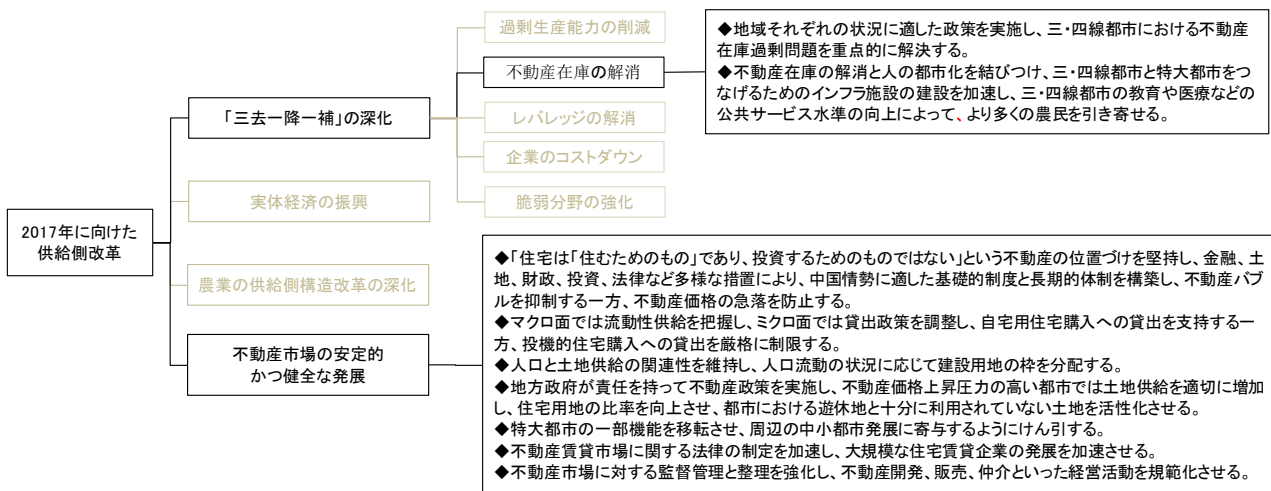 2017年に向けた
供給側改革
「三去一降一補」の深化
実体経済の振興
農業の供給側構造改革の深化
不動産市場の安定的
かつ健全な発展
過剰生産能力の削減
不動産在庫の解消
レバレッジの解消
企業のコストダウン
脆弱分野の強化
◆地域それぞれの状況に適した政策を実施し、三・四線都市における不動産
在庫過剰問題を重点的に解決する。
◆不動産在庫の解消と人の都市化を結びつけ、三・四線都市と特大都市をつ
なげるためのインフラ施設の建設を加速し、三・四線都市の教育や医療などの
公共サービス水準の向上によって、より多くの農民を引き寄せる。
◆「住宅は「住むためのもの」であり、投資するためのものではない」という不動産の位置づけを堅持し、金融、土
地、財政、投資、法律など多様な措置により、中国情勢に適した基礎的制度と長期的体制を構築し、不動産バブ
ルを抑制する一方、不動産価格の急落を防止する。
◆マクロ面では流動性供給を把握し、ミクロ面では貸出政策を調整し、自宅用住宅購入への貸出を支持する一
方、投機的住宅購入への貸出を厳格に制限する。
◆人口と土地供給の関連性を維持し、人口流動の状況に応じて建設用地の枠を分配する。
◆地方政府が責任を持って不動産政策を実施し、不動産価格上昇圧力の高い都市では土地供給を適切に増加
し、住宅用地の比率を向上させ、都市における遊休地と十分に利用されていない土地を活性化させる。
◆特大都市の一部機能を移転させ、周辺の中小都市発展に寄与するようにけん引する。
◆不動産賃貸市場に関する法律の制定を加速し、大規模な住宅賃貸企業の発展を加速させる。
◆不動産市場に対する監督管理と整理を強化し、不動産開発、販売、仲介といった経営活動を規範化させる。